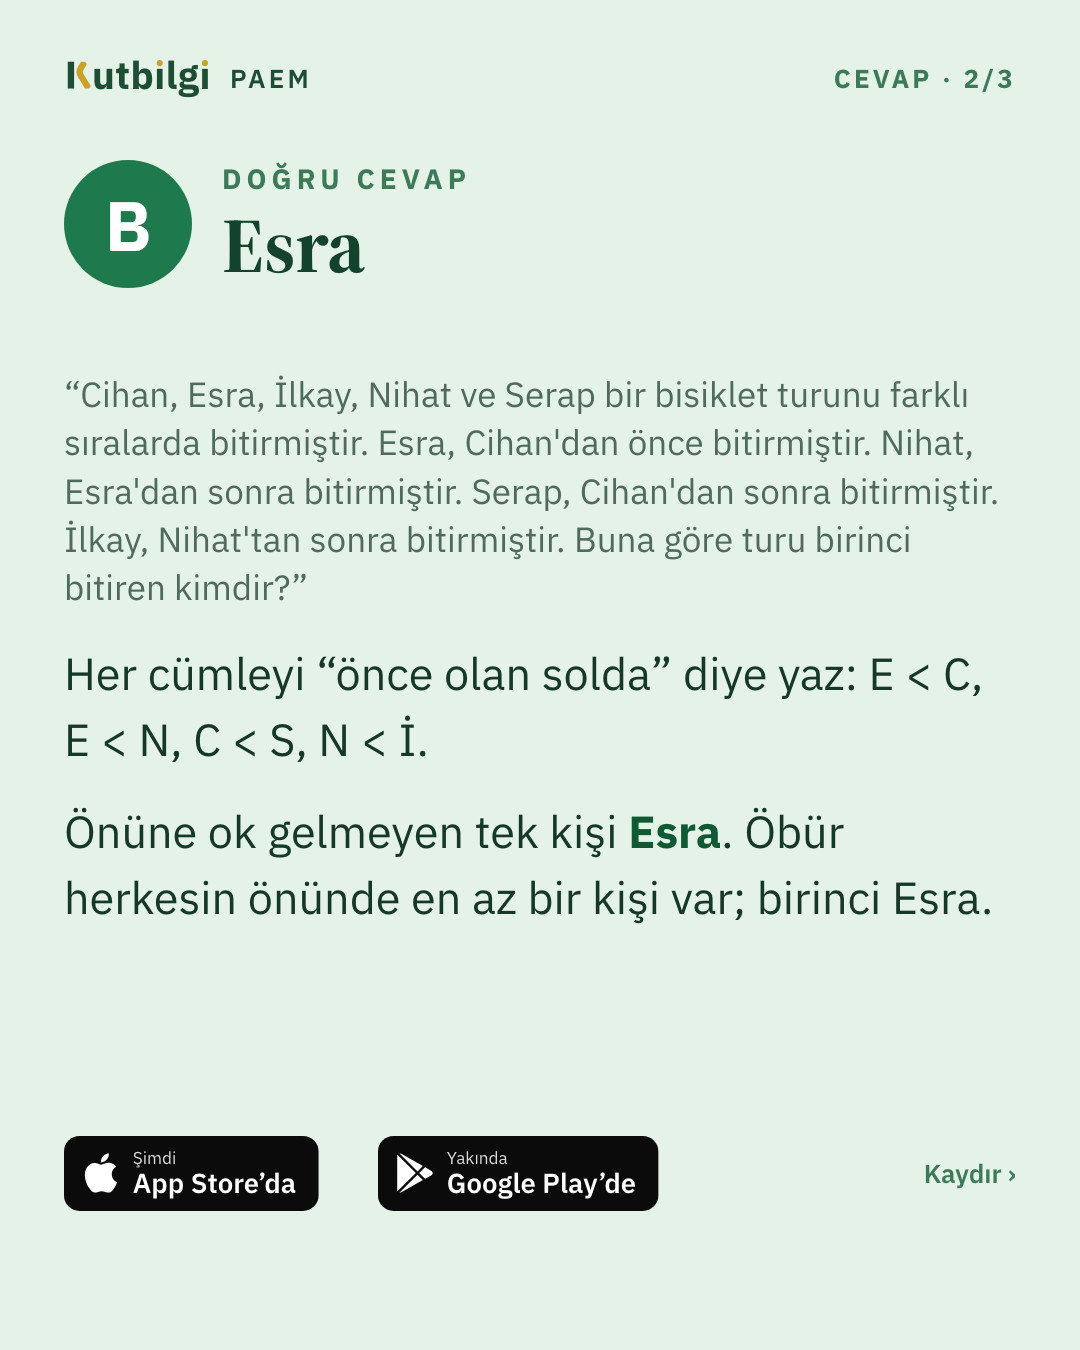 Kutbilgi PAEM
CEVAP · 2/3
B
DOĞRU CEVAP
Esra
“Cihan, Esra, İlkay, Nihat ve Serap bir bisiklet turunu farklı
sıralarda bitirmiştir. Esra, Cihan'dan önce bitirmiştir. Nihat,
Esra'dan sonra bitirmiştir. Serap, Cihan'dan sonra bitirmiştir.
İlkay, Nihat'tan sonra bitirmiştir. Buna göre turu birinci
bitiren kimdir?”
Her cümleyi “önce olan solda” diye yaz: E < C,
E < N, C < S, N < İ.
Önüne ok gelmeyen tek kişi Esra. Öbür
herkesin önünde en az bir kişi var; birinci Esra.
Şimdi
App Store’da
Yakında
Google Play’de
Kaydır ›